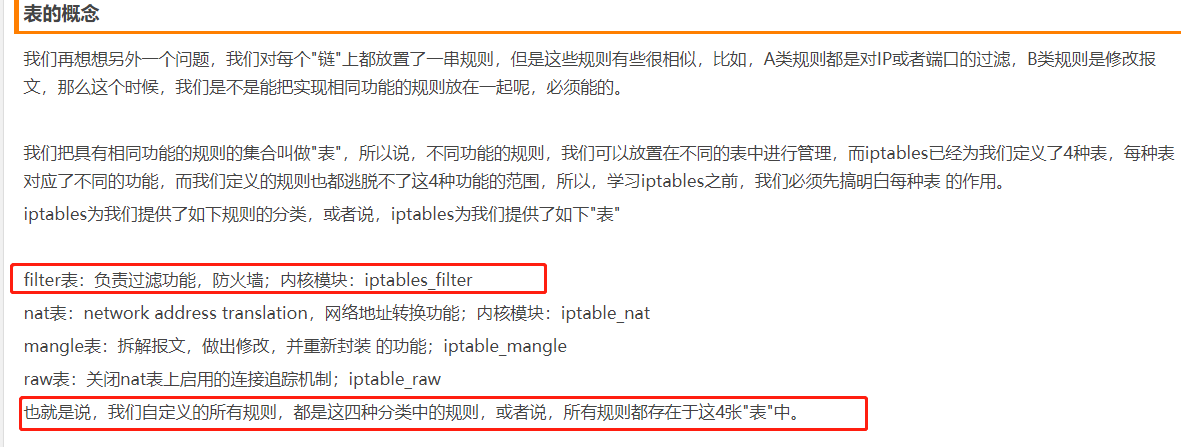 表的概念
我们再想想另外一个问题，我们对每个"链"上都放置了一串规则，但是这些规则有些很相似，比如，A类规则都是对IP或者端口的过滤，B类规则是修改报
文，那么这个时候，我们是不是能把实现相同功能的规则放在一起呢，必须能的。
我们把具有相同功能的规则的集合叫做"表"，所以说，不同功能的规则，我们可以放置在不同的表中进行管理，而iptables已经为我们定义了4种表，每种表
对应了不同的功能，而我们定义的规则也都逃脱不了这4种功能的范围，所以，学习iptables之前，我们必须先搞明白每种表 的作用。
iptables为我们提供了如下规则的分类，或者说，iptables为我们提供了如下"表"
filter表：负责过滤功能，防火墙；内核模块：iptables_filter
nat表：network address translation，网络地址转换功能；内核模块：iptable_nat
mangle表：拆解报文，做出修改，并重新封装 的功能；iptable_mangle
raw表：关闭nat表上启用的连接追踪机制；iptable_raw
也就是说，我们自定义的所有规则，都是这四种分类中的规则，或者说，所有规则都存在于这4张"表"中。